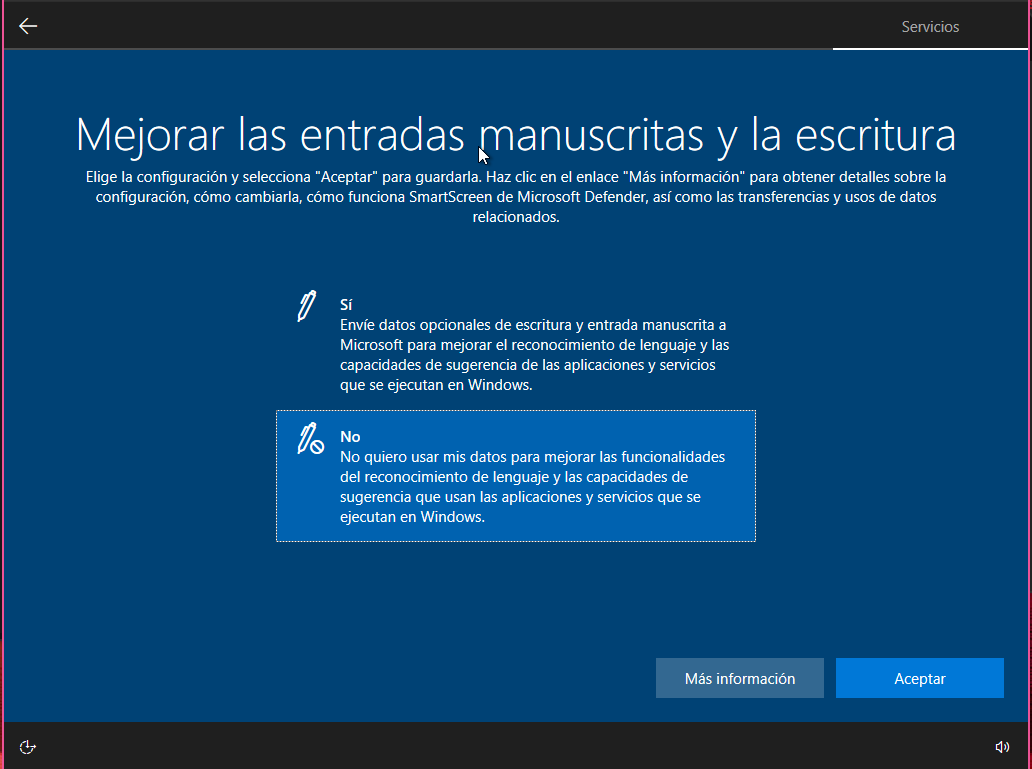 Servicios
Mejorar las entradas manuscritas y la escritura
Elige la configuración y selecciona "Aceptar" para guardarla. Haz clic en el enlace "Más información" para obtener detalles sobre la
configuración, cómo cambiarla, cómo funciona SmartScreen de Microsoft Defender, así como las transferencias y usos de datos
relacionados.
Sí
Envíe datos opcionales de escritura y entrada manuscrita a
Microsoft para mejorar el reconocimiento de lenguaje y las
capacidades de sugerencia de las aplicaciones y servicios
que se ejecutan en Windows.
No
No quiero usar mis datos para mejorar las funcionalidades
del reconocimiento de lenguaje y las capacidades de
sugerencia que usan las aplicaciones y servicios que se
ejecutan en Windows.
Más información
Aceptar